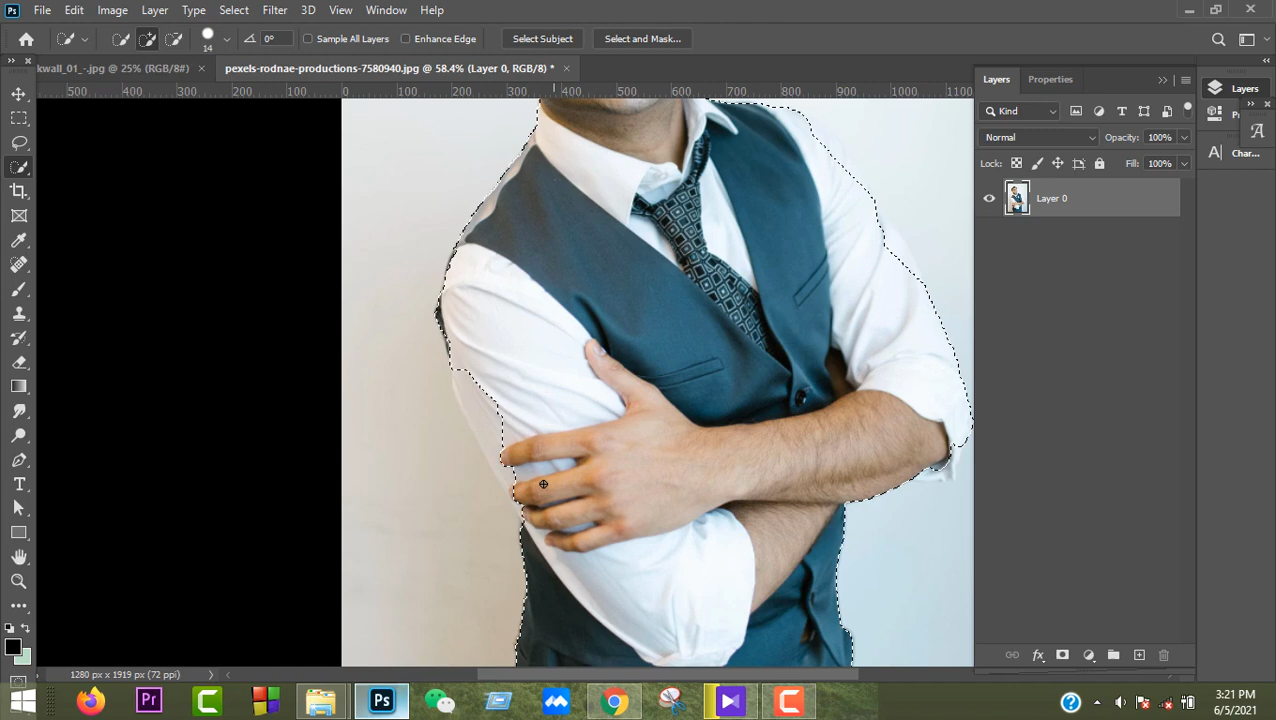 Ps File Edit Image Layer Type Select Filter 3D View Window Help
14 0° Sample All Layers Enhance Edge Select Subject Select and Mask...
kwall_01_-.jpg @ 25% (RGB/8#) × pexels-rodnae-productions-7580940.jpg @ 58.4% (Layer 0, RGB/8) * ×
500 400 300 200 100 0 100 200 300 400 500 600 700 800 900 1000 1100
Layers Properties
Layers
Kind
Normal Opacity: 100%
Char...
Lock: Fill: 100%
Layer 0
1280 px x 1919 px (72 ppi)
Pr Ps
3:21 PM
6/5/2021